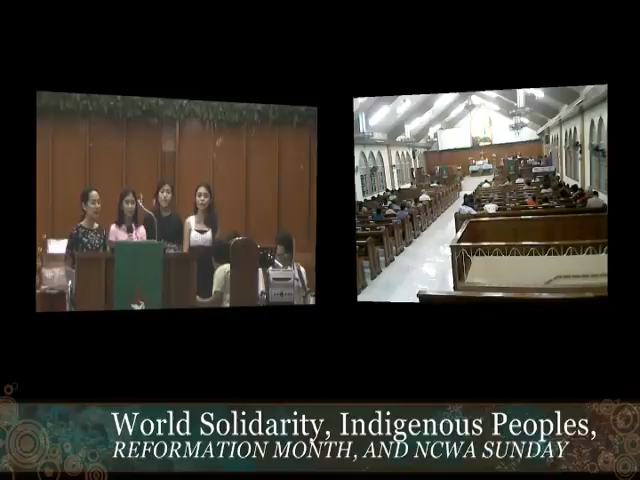 World Solidarity, Indigenous Peoples,
REFORMATION MONTH, AND NCWA SUNDAY